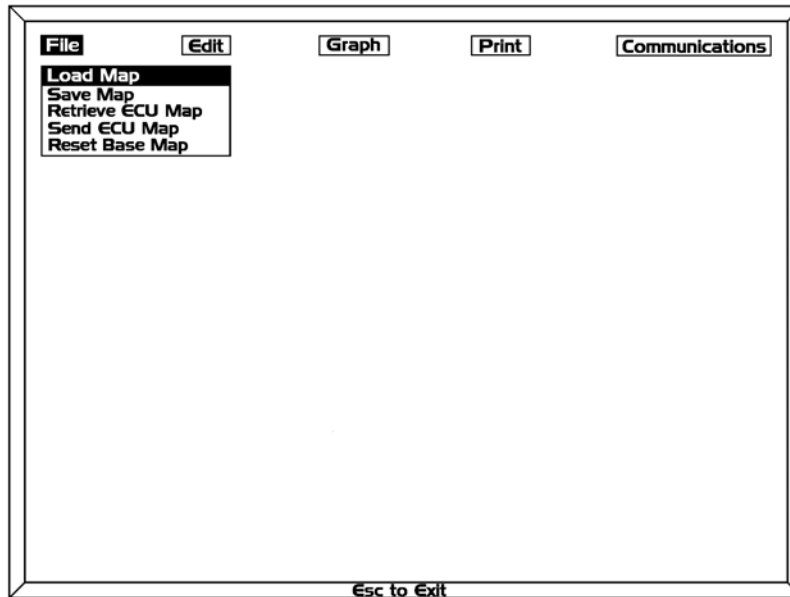 File Edit Graph Print Communications
Load Map
Save Map
Retrieve ECU Map
Send ECU Map
Reset Base Map
Esc to Exit